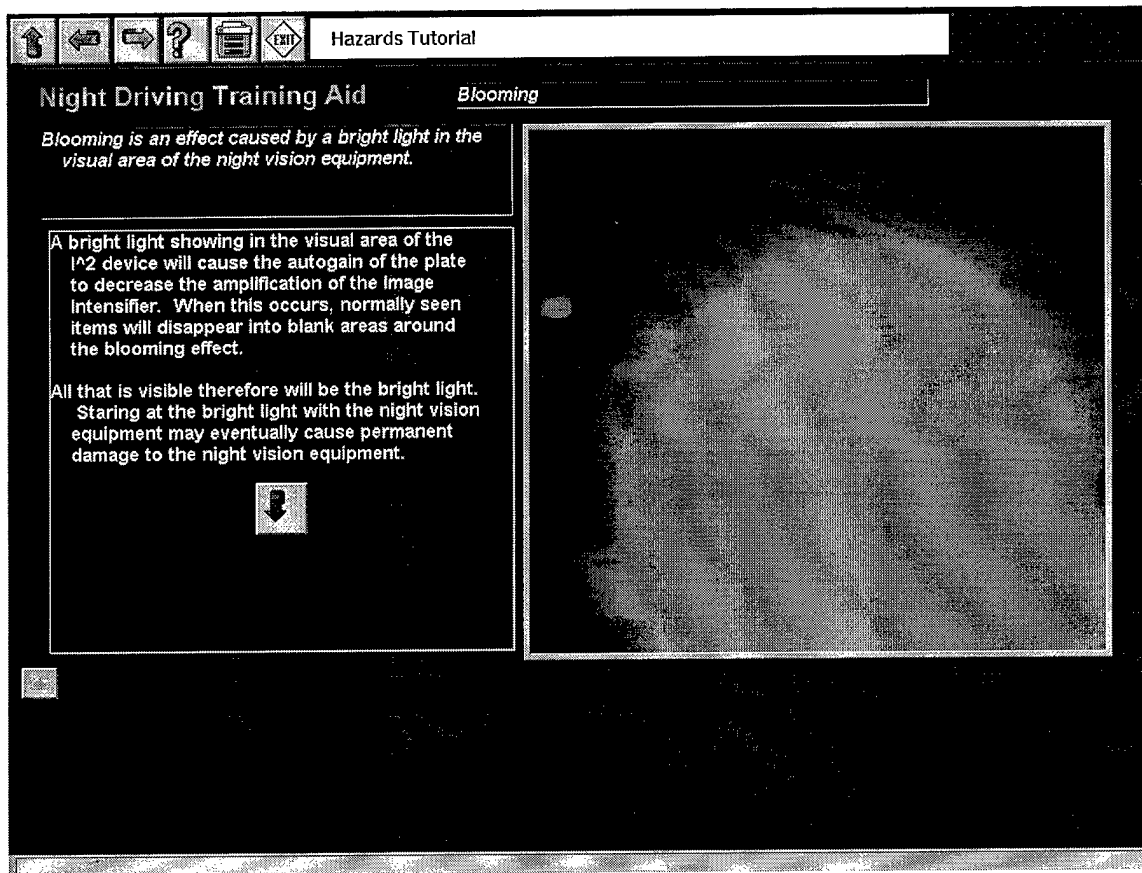 EXIT
Hazards Tutorial
Night Driving Training Aid
Blooming
Blooming is an effect caused by a bright light in the
visual area of the night vision equipment.
A bright light showing in the visual area of the
I^2 device will cause the autogain of the plate
to decrease the amplification of the Image
Intensifier. When this occurs, normally seen
items will disappear into blank areas around
the blooming effect.
All that is visible therefore will be the bright light.
Staring at the bright light with the night vision
equipment may eventually cause permanent
damage to the night vision equipment.